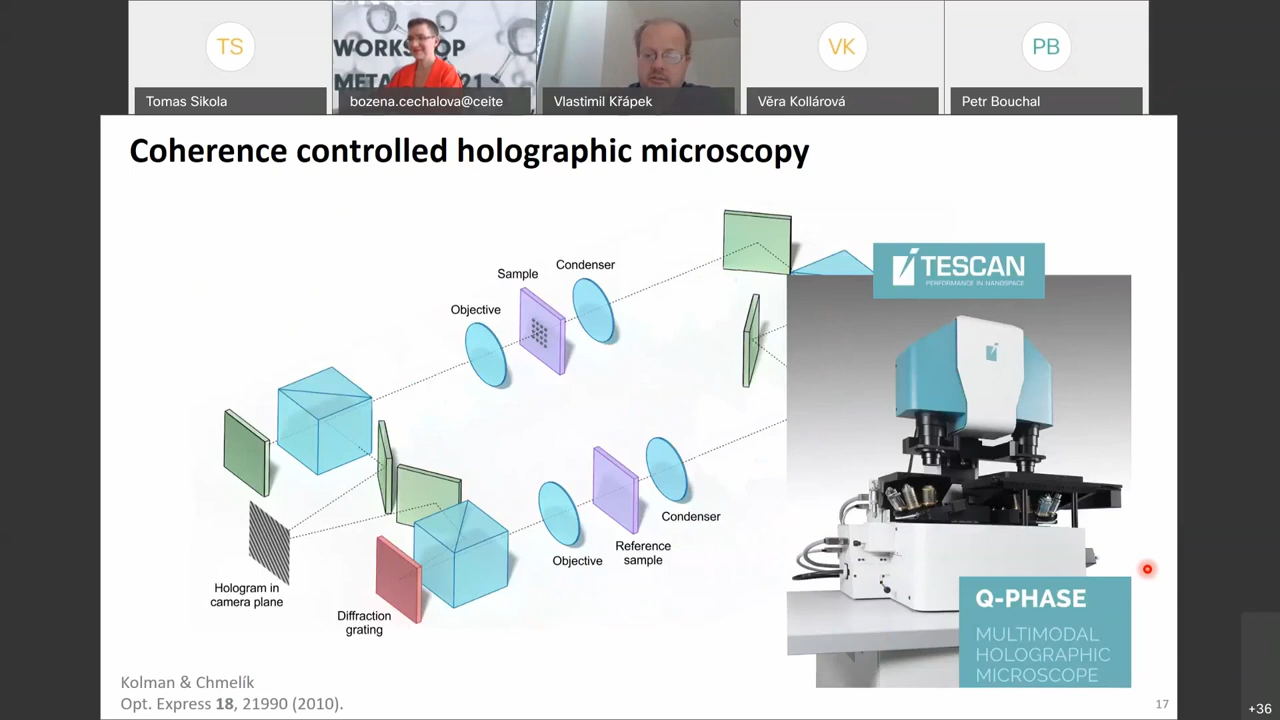 TS
WORKSHOP
META
21
VK
PB
Tomas Sikola
bozena.cechalova@ceite
Vlastimil Křápek
Věra Kollárová
Petr Bouchal
Coherence controlled holographic microscopy
TESCAN
PERFORMANCE IN NANOSPACE
Condenser
Sample
Objective
Condenser
Objective
Reference
sample
Hologram in
camera plane
Diffraction
grating
Q-PHASE
MULTIMODAL
HOLOGRAPHIC
MICROSCOPE
Kolman & Chmelík
Opt. Express 18, 21990 (2010).
17
+36